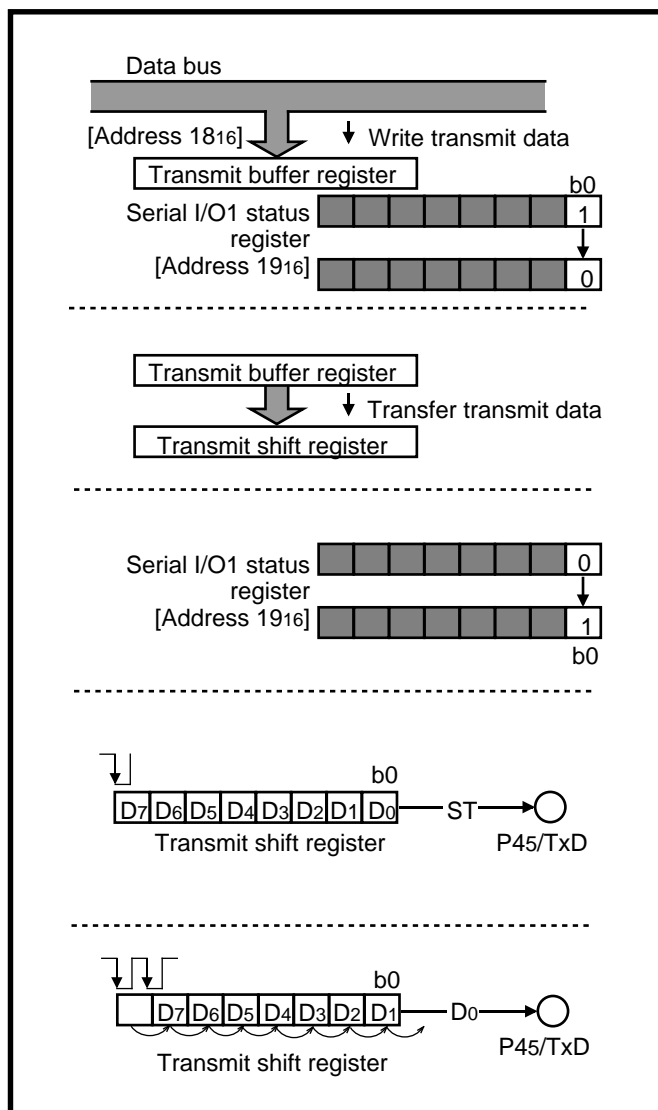 Data bus
[Address 1816]
Write transmit data
Transmit buffer register
b0
Serial I/O1 status
register
[Address 1916]
1
0
Transmit buffer register
Transfer transmit data
Transmit shift register
Serial I/O1 status
register
[Address 1916]
0
1
b0
b0
D7 D6 D5 D4 D3 D2 D1 D0
ST
Transmit shift register
P45/TxD
b0
D7 D6 D5 D4 D3 D2 D1
D0
P45/TxD
Transmit shift register